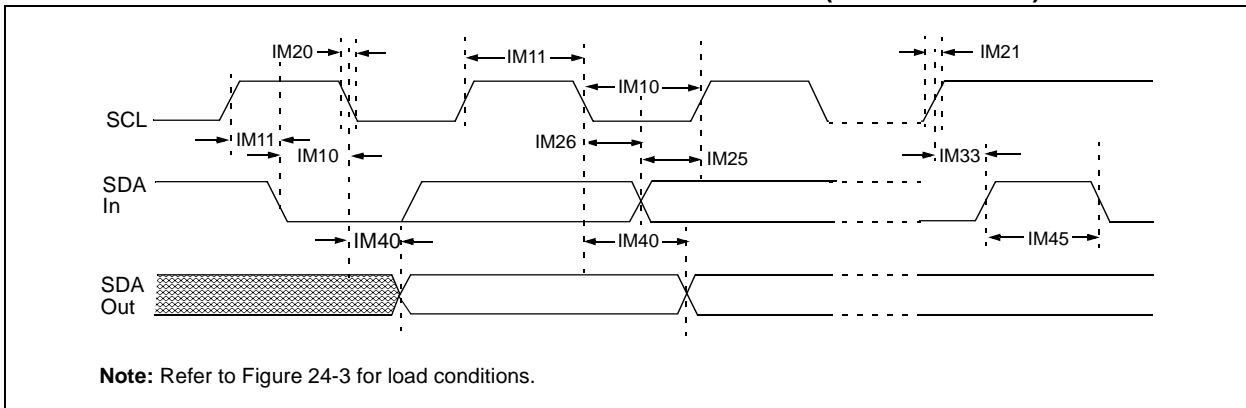 IM20
IM11
IM21
IM10
SCL
IM11
IM26
IM10
IM25
IM33
SDA
In
IM40
IM40
IM45
SDA
Out
Note: Refer to Figure 24-3 for load conditions.